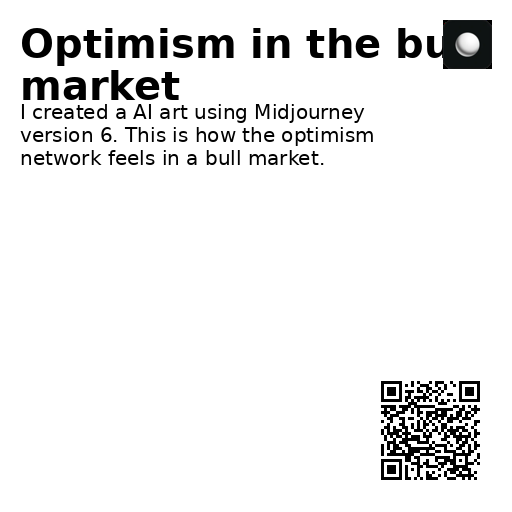 Optimism in the bu
market
I created a AI art using Midjourney
version 6. This is how the optimism
network feels in a bull market.